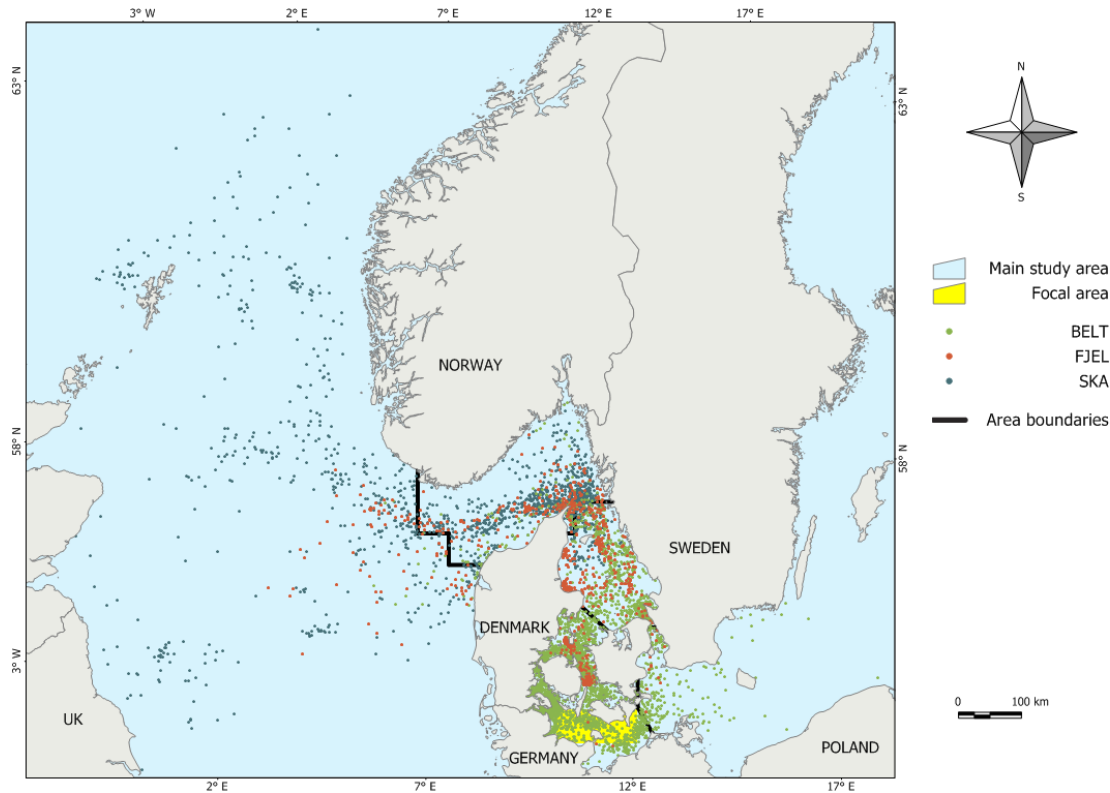 3° W
2° E
7° E
12° E
17° E
63° N
63° N
N
S
Main study area
Focal area
BELT
FJEL
SKA
Area boundaries
NORWAY
58° N
58° N
SWEDEN
DENMARK
3° W
UK
0
100 km
GERMANY
POLAND
2° E
7° E
12° E
17° E